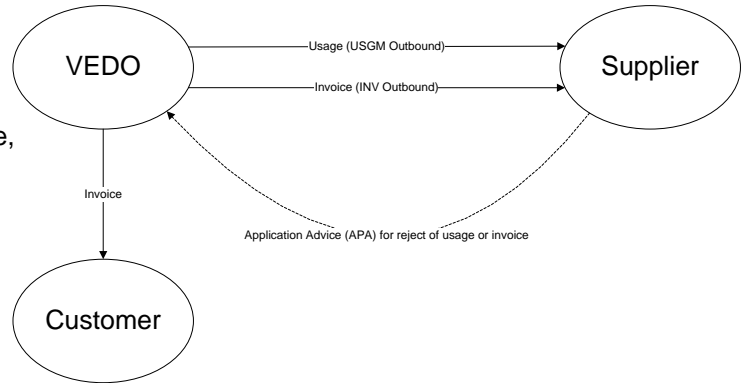 VEDO
Usage (USGM Outbound)
Supplier
Invoice (INV Outbound)
e,
Invoice
Application Advice (APA) for reject of usage or invoice
Customer